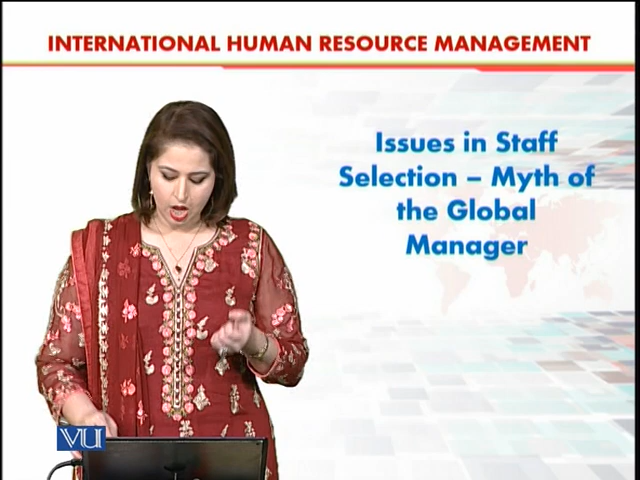 INTERNATIONAL HUMAN RESOURCE MANAGEMENT
Issues in Staff
Selection – Myth of
the Global
Manager
VU